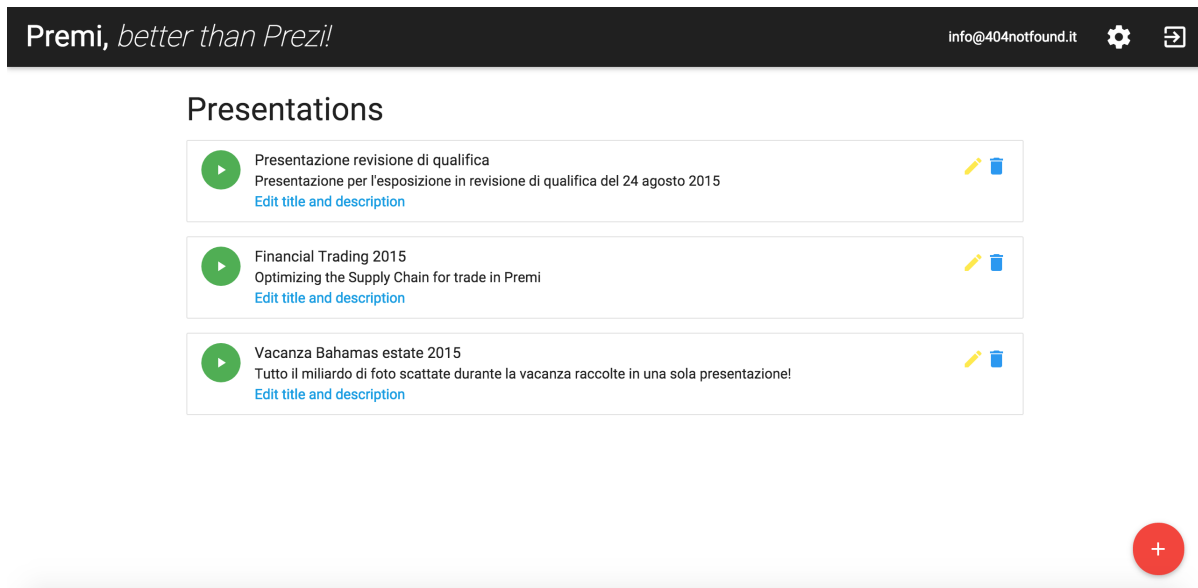 Premi, better than Prezi!
info@404notfound.it
Presentations
Presentazione revisione di qualifica
Presentazione per l'esposizione in revisione di qualifica del 24 agosto 2015
Edit title and description
Financial Trading 2015
Optimizing the Supply Chain for trade in Premi
Edit title and description
Vacanza Bahamas estate 2015
Tutto il miliardo di foto scattate durante la vacanza raccolte in una sola presentazione!
Edit title and description